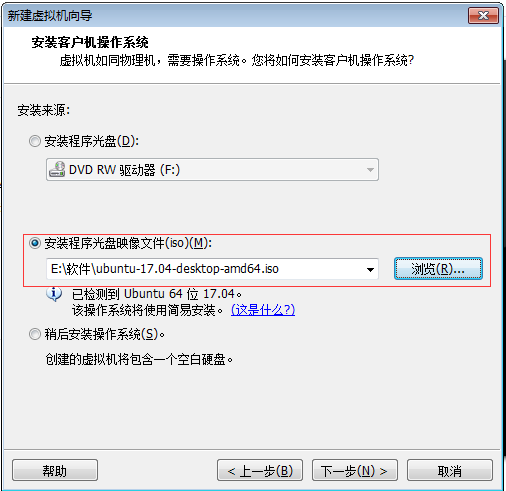 新建虚拟机向导
安装客户机操作系统
虚拟机如同物理机，需要操作系统。您将如何安装客户机操作系统?
安装来源:
安装程序光盘(D):
DVD RW 驱动器 (F:)
安装程序光盘映像文件(iso)(M):
E:\软件\ubuntu-17.04-desktop-amd64.iso
浏览(R)...
已检测到 Ubuntu 64 位 17.04。
该操作系统将使用简易安装。 (这是什么?)
稍后安装操作系统(S)。
创建的虚拟机将包含一个空白硬盘。
帮助
< 上一步(B)
下一步(N) >
取消